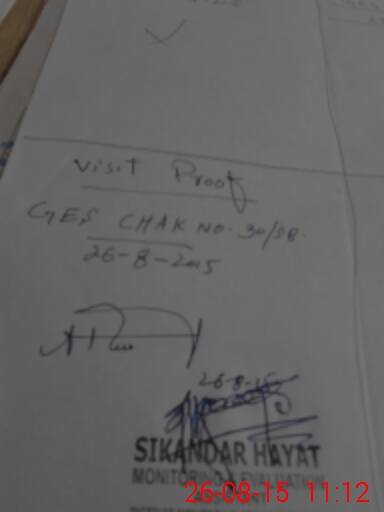 Visit Proof
GES CHAK NO. 30/SB.
26-8-2015
26-8-15
SIKANDAR HAYAT
MONITORING & EVALUATION
26-08-15 11:12